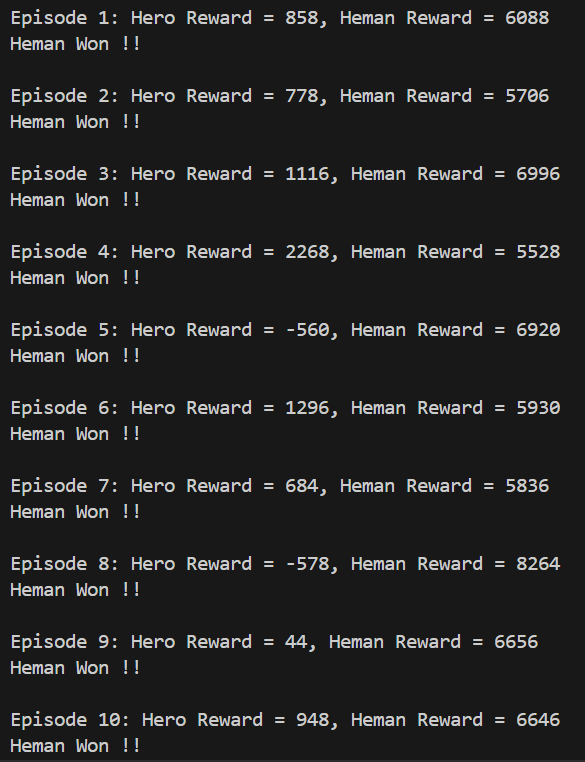 Episode 1: Hero Reward = 858, Heman Reward = 6088
Heman Won !!
Episode 2: Hero Reward = 778, Heman Reward = 5706
Heman Won !!
Episode 3: Hero Reward = 1116, Heman Reward = 6996
Heman Won !!
Episode 4: Hero Reward = 2268, Heman Reward = 5528
Heman Won !!
Episode 5: Hero Reward = -560, Heman Reward = 6920
Heman Won !!
Episode 6: Hero Reward = 1296, Heman Reward = 5930
Heman Won !!
Episode 7: Hero Reward = 684, Heman Reward = 5836
Heman Won !!
Episode 8: Hero Reward = -578, Heman Reward = 8264
Heman Won !!
Episode 9: Hero Reward = 44, Heman Reward = 6656
Heman Won !!
Episode 10: Hero Reward = 948, Heman Reward = 6646
Heman Won !!